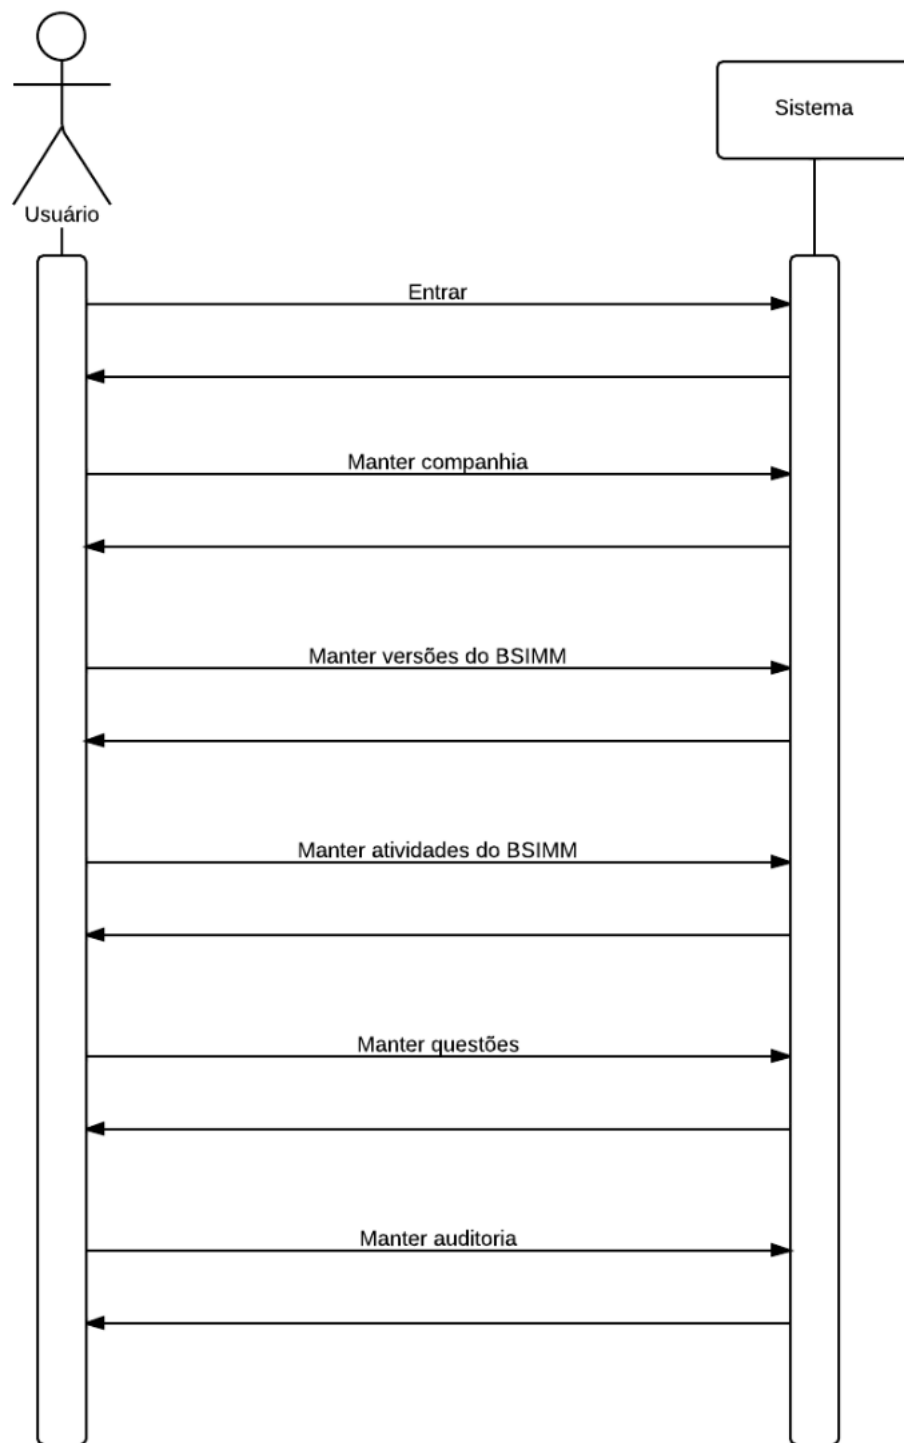 Sistema
Usuário
Entrar
Manter companhia
Manter versões do BSIMM
Manter atividades do BSIMM
Manter questões
Manter auditoria